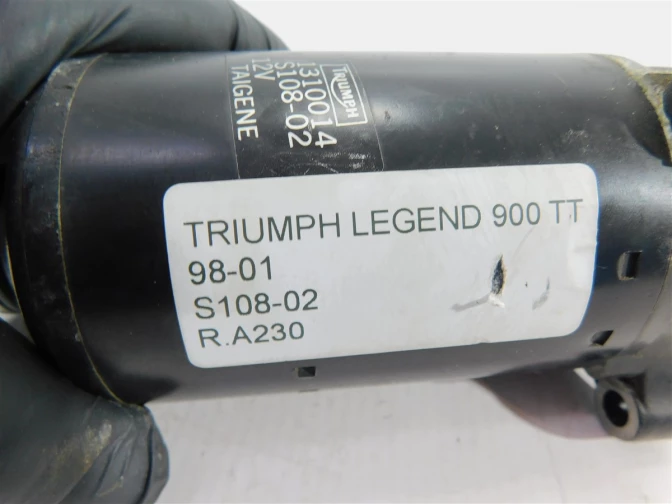 TRIUMPH
1310014
S108-02
12V
TAIGENE
TRIUMPH LEGEND 900 TT
98-01
S108-02
R.A230